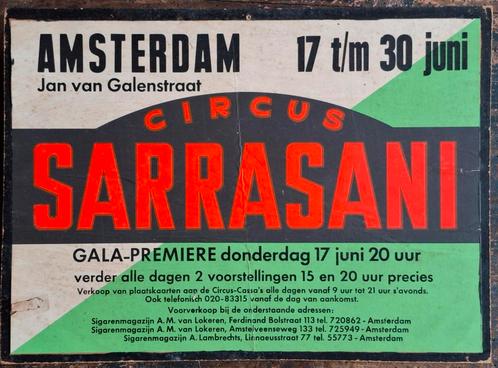 AMSTERDAM 17 t/m 30 juni
Jan van Galenstraat
CIRCUS
SARRASANI
GALA-PREMIERE donderdag 17 juni 20 uur
verder alle dagen 2 voorstellingen 15 en 20 uur precies
Verkoop van plaatskaarten aan de Circus-Cassa's alle dagen vanaf 9 uur tot 21 uur s'avonds.
Ook telefonisch 020-83315 vanaf de dag van aankomst.
Voorverkoop bij de onderstaande adressen:
Sigarenmagazijn A. M. van Lokeren, Ferdinand Bolstraat 113 tel. 720862 - Amsterdam
Sigarenmagazijn A. M. van Lokeren, Amstelveenseweg 133 tel. 725949 - Amsterdam
Sigarenmagazijn A. Lambrechts, Linnaeusstraat 77 tel. 55773 - Amsterdam